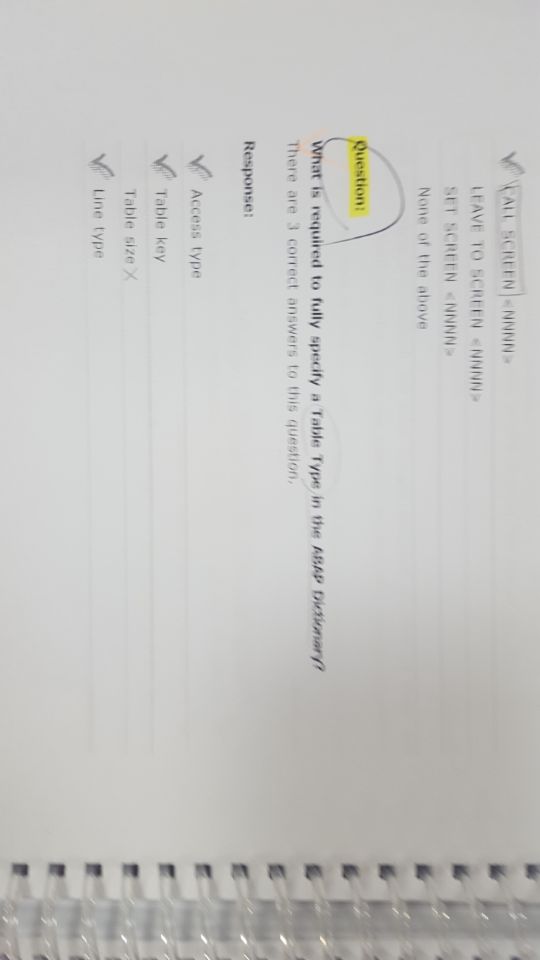 CALL SCREEN <NNNN>
LEAVE TO SCREEN <NNNN>
SET SCREEN <NNNN>
None of the above
Question:
What is required to fully specify a Table Type in the ABAP Dictionary?
There are 3 correct answers to this question.
Response:
Access type
Table key
Table size X
Line type